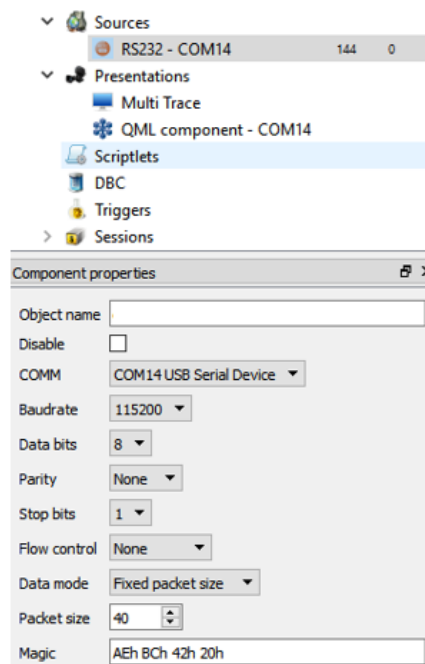 Sources
RS232 - COM14 144 0
Presentations
Multi Trace
QML component - COM14
Scriptlets
DBC
Triggers
Sessions
Component properties
Object name
Disable
COMM COM14 USB Serial Device
Baudrate 115200
Data bits 8
Parity None
Stop bits 1
Flow control None
Data mode Fixed packet size
Packet size 40
Magic AEh BCh 42h 20h